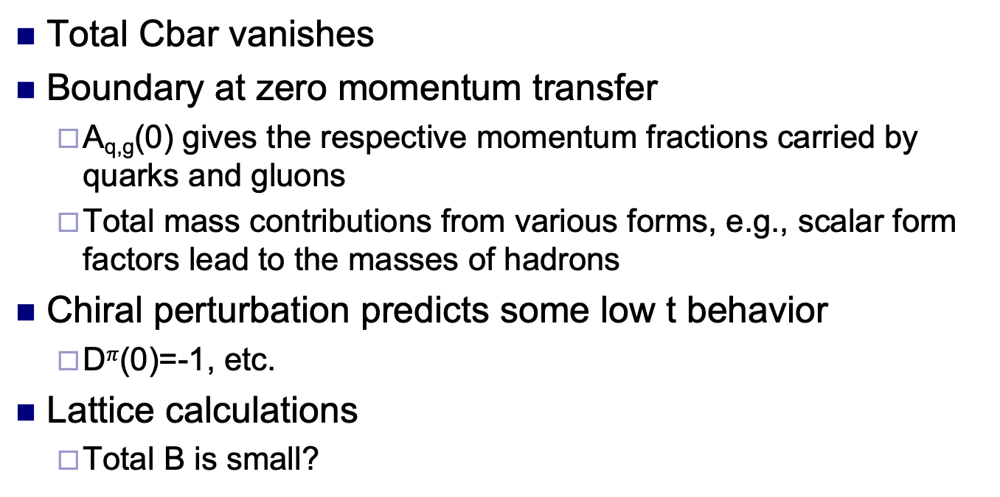 Total Cbar vanishes
Boundary at zero momentum transfer
A_{q,g}(0) gives the respective momentum fractions carried by
quarks and gluons
Total mass contributions from various forms, e.g., scalar form
factors lead to the masses of hadrons
Chiral perturbation predicts some low t behavior
D^π(0)=-1, etc.
Lattice calculations
Total B is small?